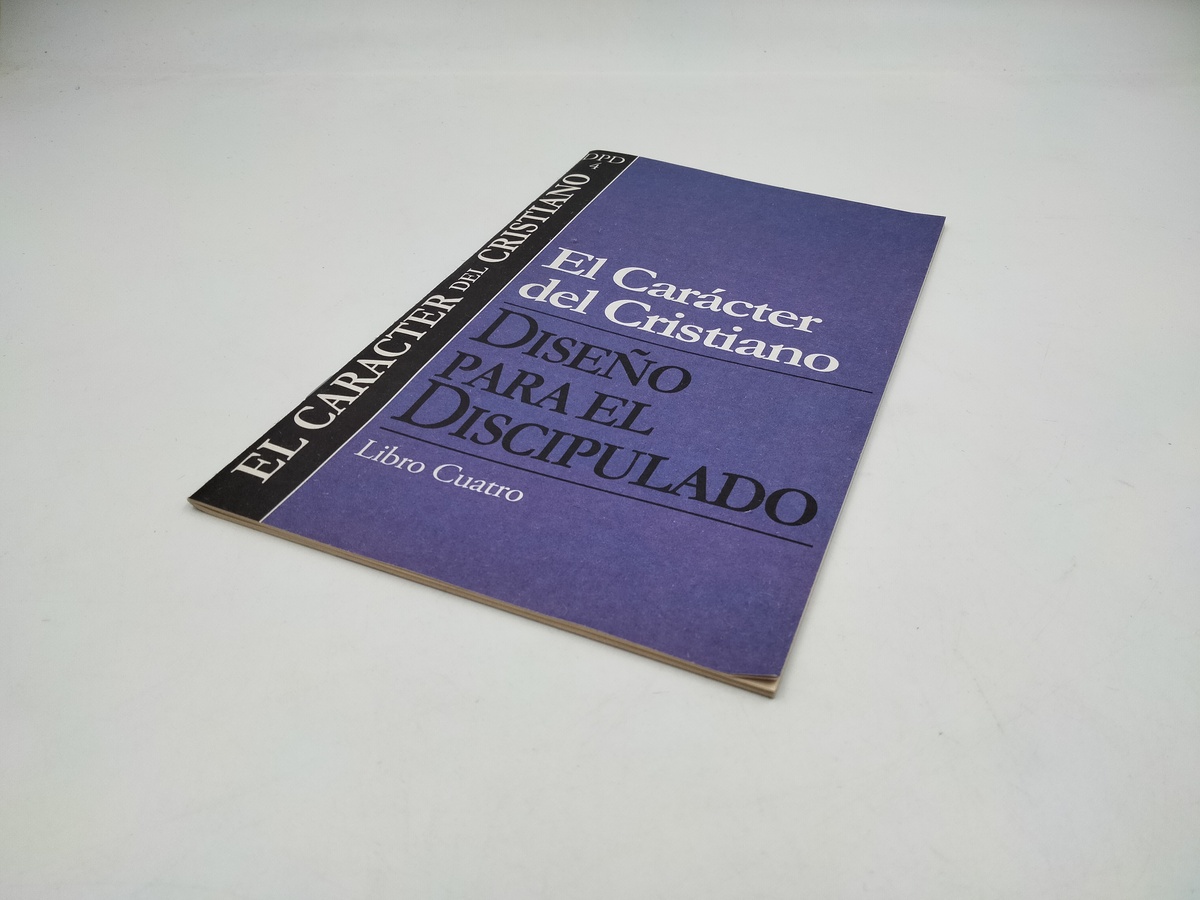 DPD
4
EL CARACTER DEL CRISTIANO
El Carácter
del Cristiano
DISEÑO
PARA EL
DISCIPULADO
Libro Cuatro